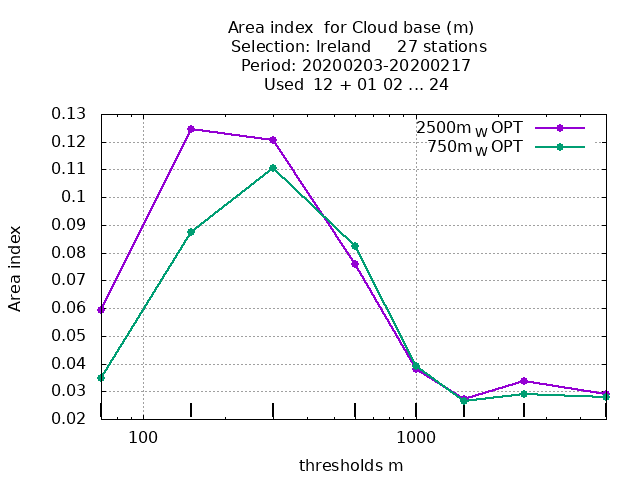 Area index  for Cloud base (m)
Selection: Ireland     27 stations
Period: 20200203-20200217
Used  12 + 01 02 ... 24
2500m W OPT
750m W OPT
0.13
0.12
0.11
0.1
0.09
0.08
0.07
0.06
0.05
0.04
0.03
0.02
Area index
100
1000
thresholds m